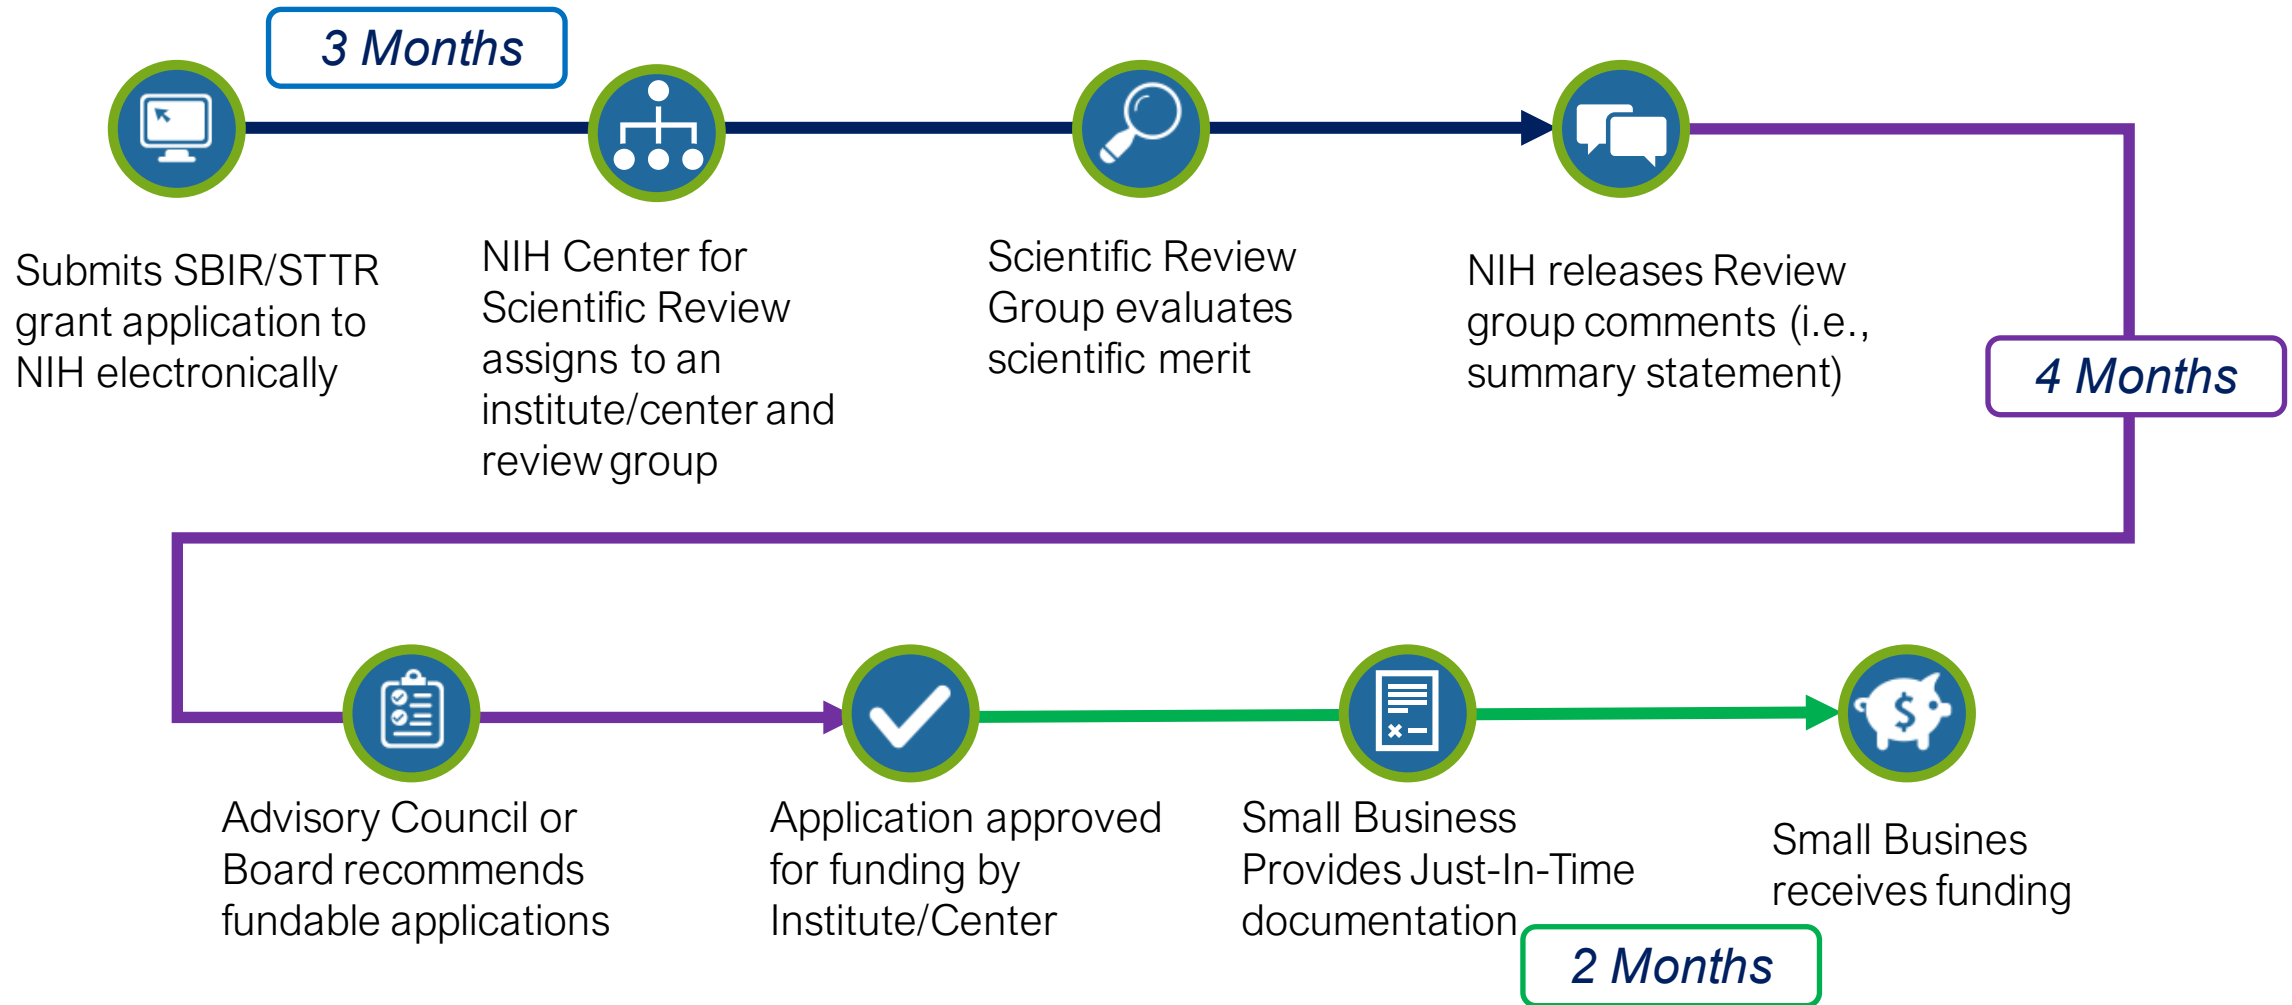 3 Months
Submits SBIR/STTR
grant application to
NIH electronically
NIH Center for
Scientific Review
assigns to an
institute/center and
review group
Scientific Review
Group evaluates
scientific merit
NIH releases Review
group comments (i.e.,
summary statement)
4 Months
Advisory Council or
Board recommends
fundable applications
Application approved
for funding by
Institute/Center
Small Business
Provides Just-In-Time
documentation
2 Months
$
Small Busines
receives funding